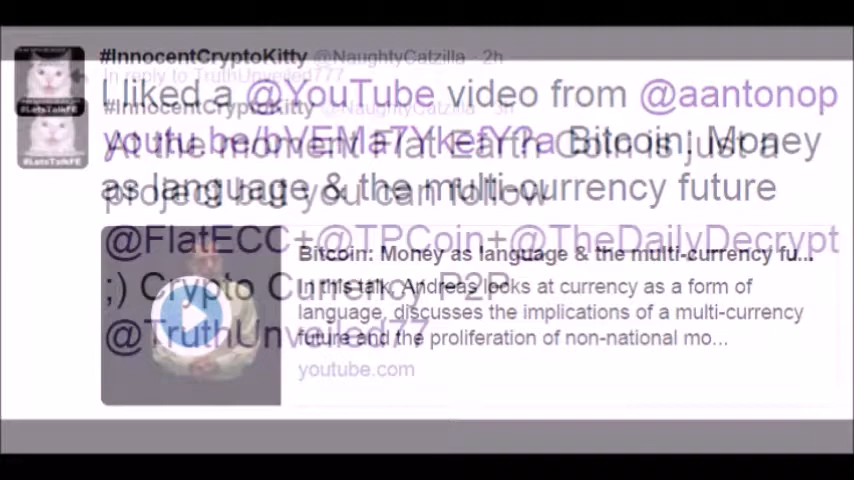 #InnocentCryptoKitty @NaughtyCatzilla · 2h
In reply to TruthUnveiled777
I liked a @YouTube video from @aantonop
youtu.be/bVEMa7YkefY?a Bitcoin: Money
as language & the multi-currency future
Bitcoin: Money as language & the multi-currency fu...
In this talk, Andreas looks at currency as a form of
language, discusses the implications of a multi-currency
future and the proliferation of non-national mo...
youtube.com
#InnocentCryptoKitty @NaughtyCatzilla
At the moment Flat Earth Coin is just a
project but you can follow
@FlatECC+@TPCoin+@TheDailyDecrypt
;) Crypto Currency P2P
@TruthUnveiled77
#LetsTalkFE
#LetsTalkFE